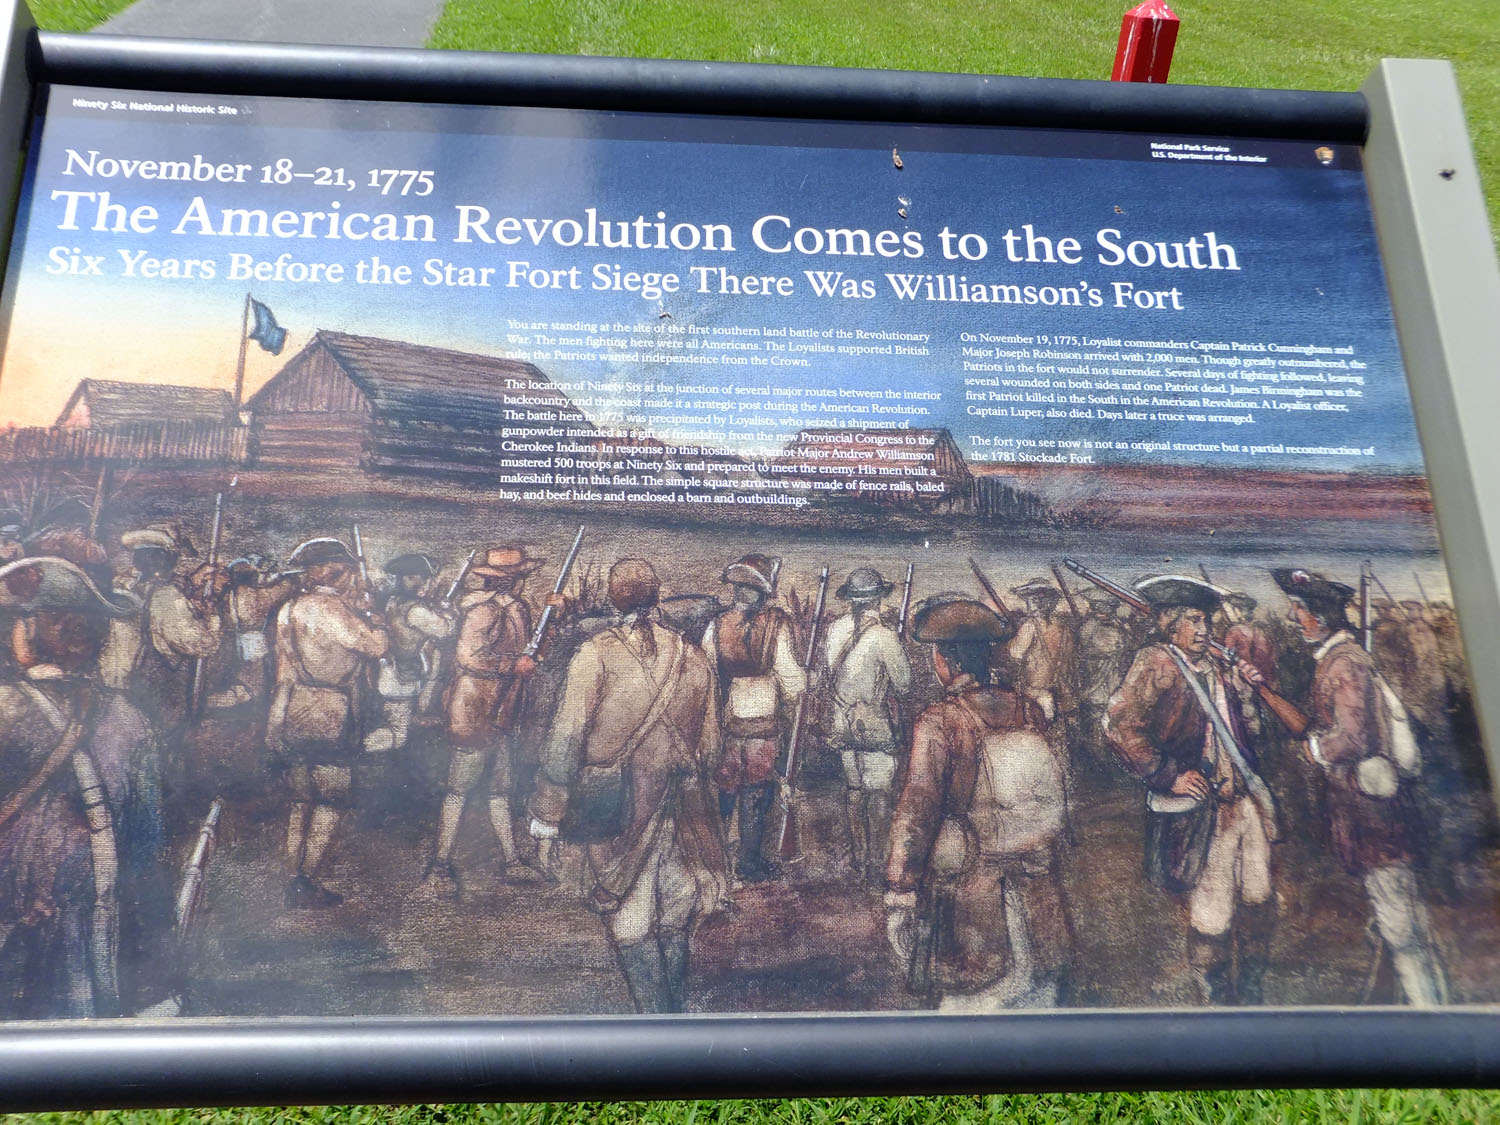 Ninety Six National Historic Site
National Park Service
U.S. Department of the Interior
November 18–21, 1775
The American Revolution Comes to the South
Six Years Before the Star Fort Siege There Was Williamson's Fort
You are standing at the site of the first southern land battle of the Revolutionary
War. The men fighting here were all Americans. The Loyalists supported British
rule; the Patriots wanted independence from the Crown.
The location of Ninety Six at the junction of several major routes between the interior
backcountry and the coast made it a strategic post during the American Revolution.
The battle here in 1775 was precipitated by Loyalists, who seized a shipment of
gunpowder intended as a gift of friendship from the new Provincial Congress to the
Cherokee Indians. In response to this hostile act, Patriot Major Andrew Williamson
mustered 500 troops at Ninety Six and prepared to meet the enemy. His men built a
makeshift fort in this field. The simple square structure was made of fence rails, baled
hay, and beef hides and enclosed a barn and outbuildings.
On November 19, 1775, Loyalist commanders Captain Patrick Cunningham and
Major Joseph Robinson arrived with 2,000 men. Though greatly outnumbered, the
Patriots in the fort would not surrender. Several days of fighting followed, leaving
several wounded on both sides and one Patriot dead. James Birmingham was the
first Patriot killed in the South in the American Revolution. A Loyalist officer,
Captain Luper, also died. Days later a truce was arranged.
The fort you see now is not an original structure but a partial reconstruction of
the 1781 Stockade Fort.